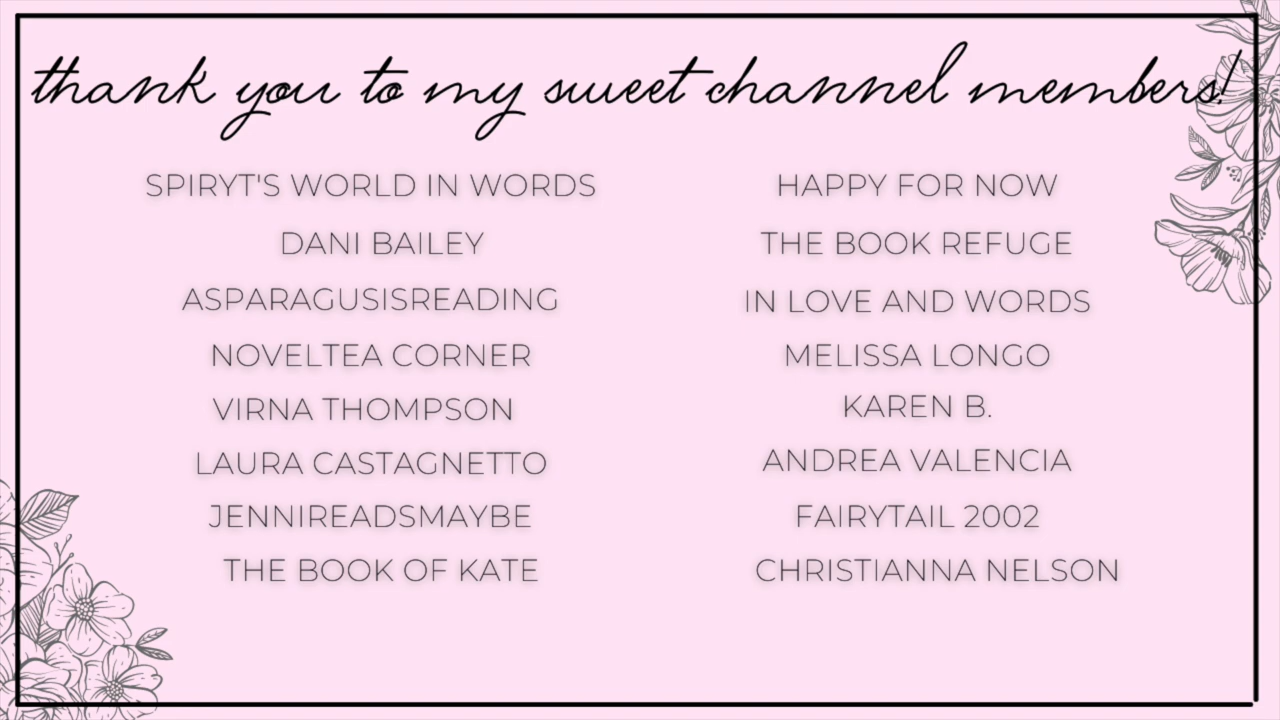 thank you to my sweet channel members!
SPIRYT'S WORLD IN WORDS
DANI BAILEY
ASPARAGUSISREADING
NOVELTEA CORNER
VIRNA THOMPSON
LAURA CASTAGNETTO
JENNIREADSMAYBE
THE BOOK OF KATE
HAPPY FOR NOW
THE BOOK REFUGE
IN LOVE AND WORDS
MELISSA LONGO
KAREN B.
ANDREA VALENCIA
FAIRYTAIL 2002
CHRISTIANNA NELSON